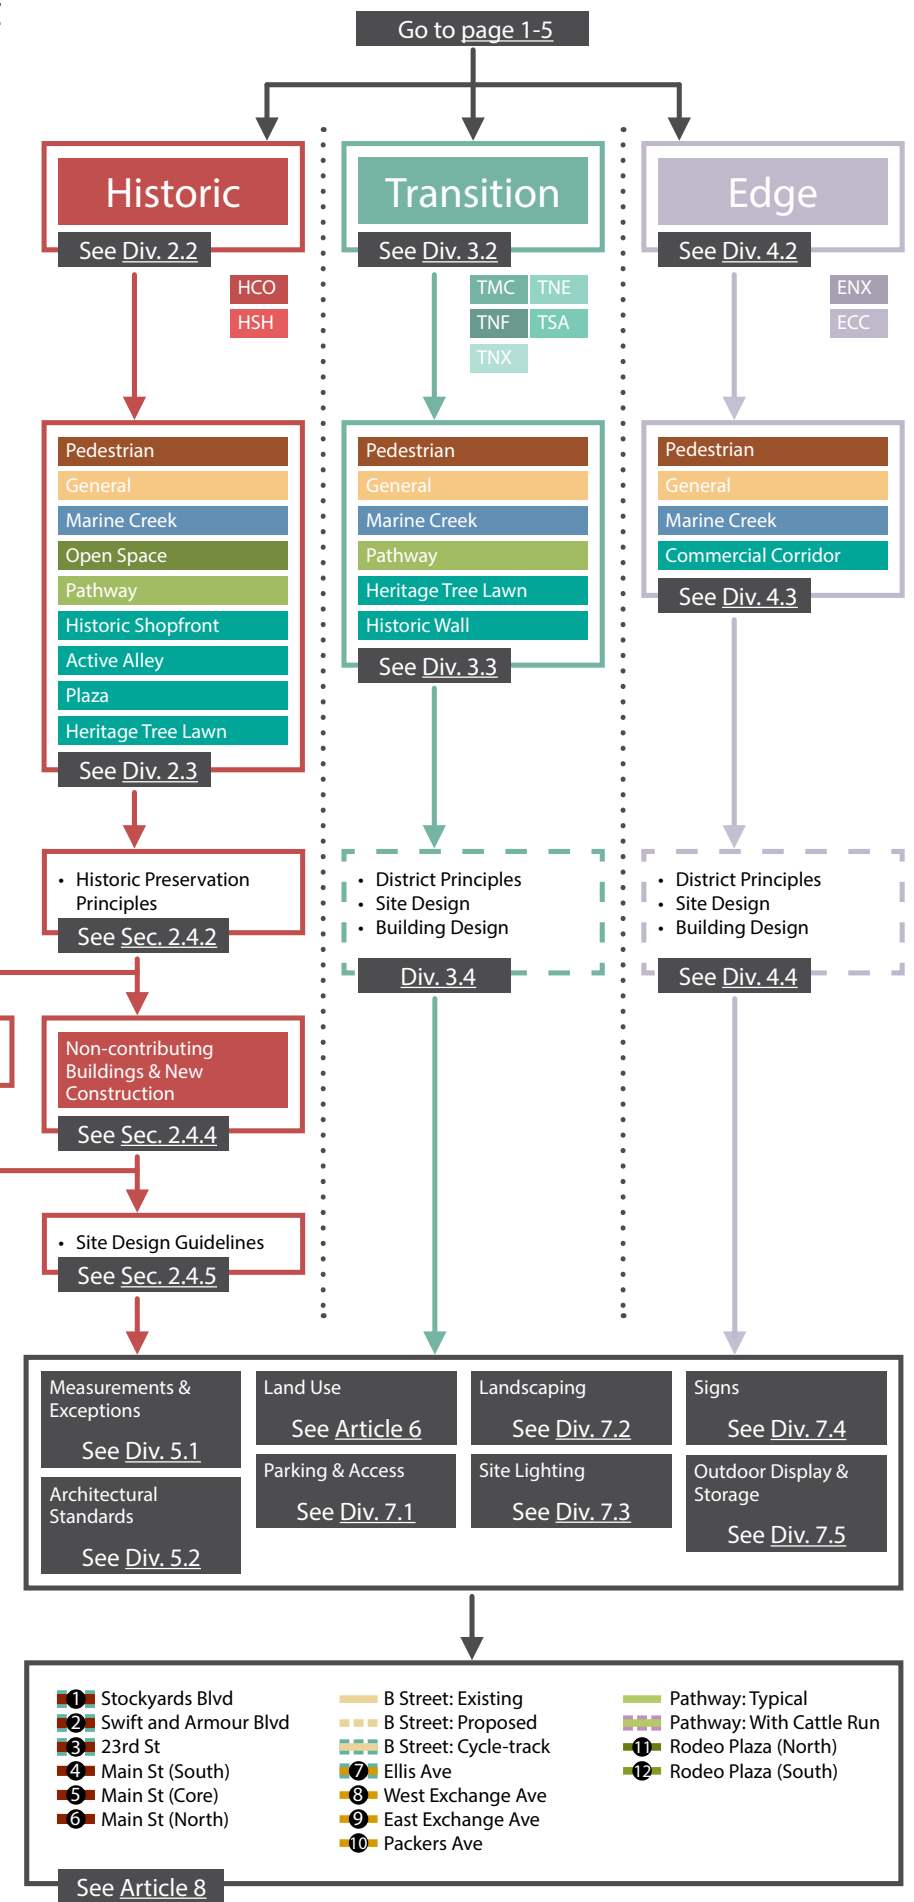 Go to page 1-5
Historic
See Div. 2.2
HCO
HSH
Transition
See Div. 3.2
TMC TNE
TNF TSA
TNX
Edge
See Div. 4.2
ENX
ECC
Pedestrian
General
Marine Creek
Open Space
Pathway
Historic Shopfront
Active Alley
Plaza
Heritage Tree Lawn
See Div. 2.3
Pedestrian
General
Marine Creek
Pathway
Heritage Tree Lawn
Historic Wall
See Div. 3.3
Pedestrian
General
Marine Creek
Commercial Corridor
See Div. 4.3
• Historic Preservation
Principles
See Sec. 2.4.2
• District Principles
• Site Design
• Building Design
Div. 3.4
• District Principles
• Site Design
• Building Design
See Div. 4.4
Non-contributing
Buildings & New
Construction
See Sec. 2.4.4
• Site Design Guidelines
See Sec. 2.4.5
Measurements &
Exceptions
See Div. 5.1
Architectural
Standards
See Div. 5.2
Land Use
See Article 6
Parking & Access
See Div. 7.1
Landscaping
See Div. 7.2
Site Lighting
See Div. 7.3
Signs
See Div. 7.4
Outdoor Display &
Storage
See Div. 7.5
1 Stockyards Blvd
2 Swift and Armour Blvd
3 23rd St
4 Main St (South)
5 Main St (Core)
6 Main St (North)
B Street: Existing
B Street: Proposed
B Street: Cycle-track
7 Ellis Ave
8 West Exchange Ave
9 East Exchange Ave
10 Packers Ave
Pathway: Typical
Pathway: With Cattle Run
11 Rodeo Plaza (North)
12 Rodeo Plaza (South)
See Article 8